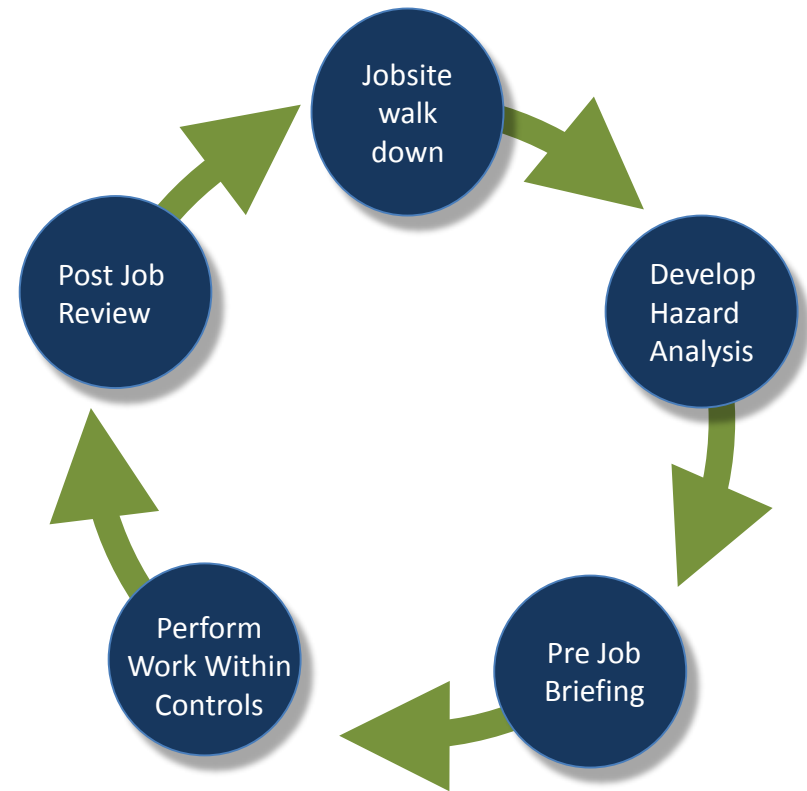 Jobsite
walk
down
Develop
Hazard
Analysis
Pre Job
Briefing
Perform
Work Within
Controls
Post Job
Review